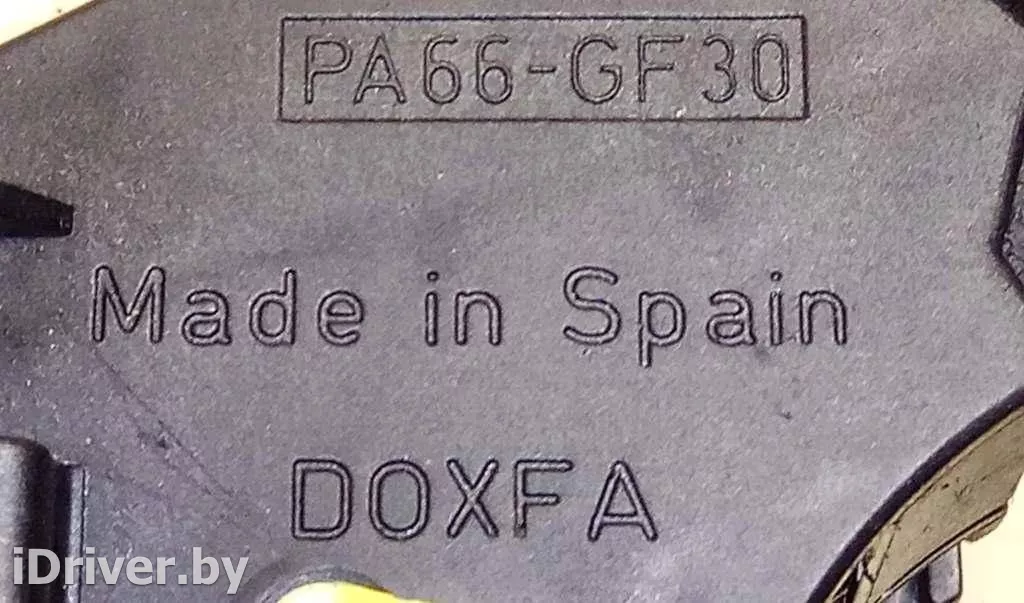 PA66-GF30
Made in Spain
DOXFA
iDriver.by